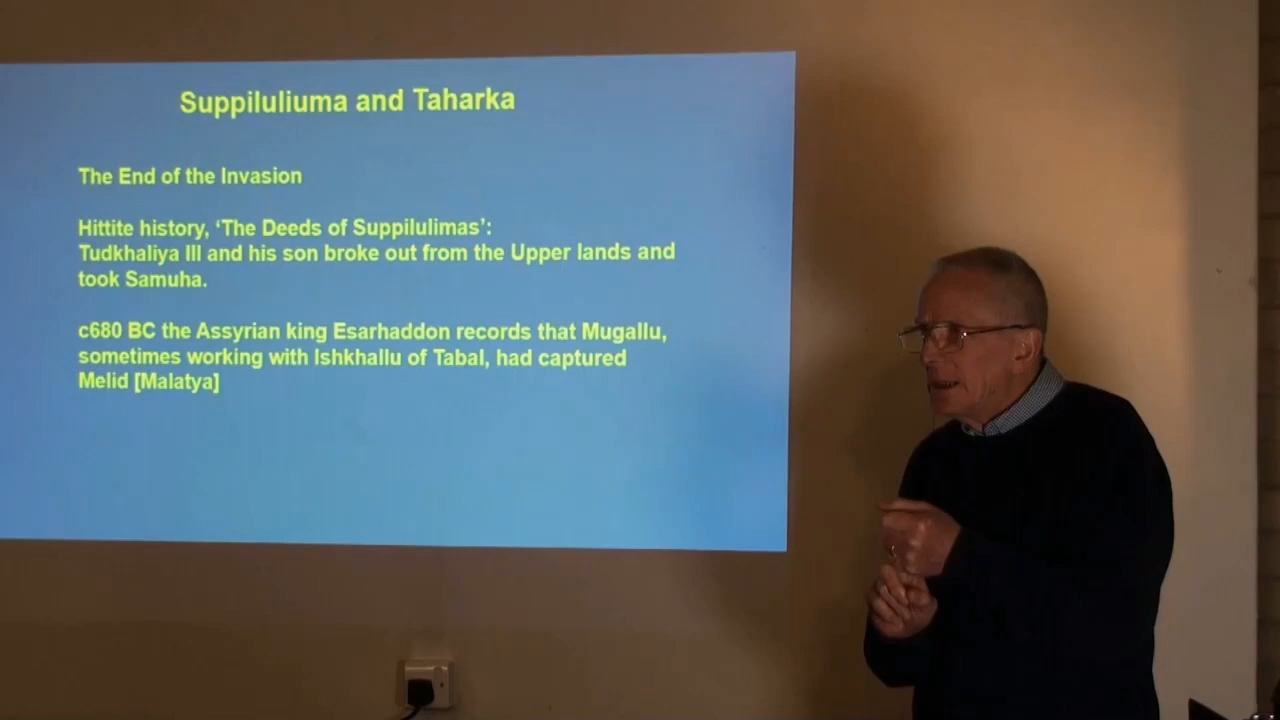 Suppiluliuma and Taharka
The End of the Invasion
Hittite history, ‘The Deeds of Suppilulimas’:
Tudkhaliya III and his son broke out from the Upper lands and
took Samuha.
c680 BC the Assyrian king Esarhaddon records that Mugallu,
sometimes working with Ishkhallu of Tabal, had captured
Melid [Malatya]